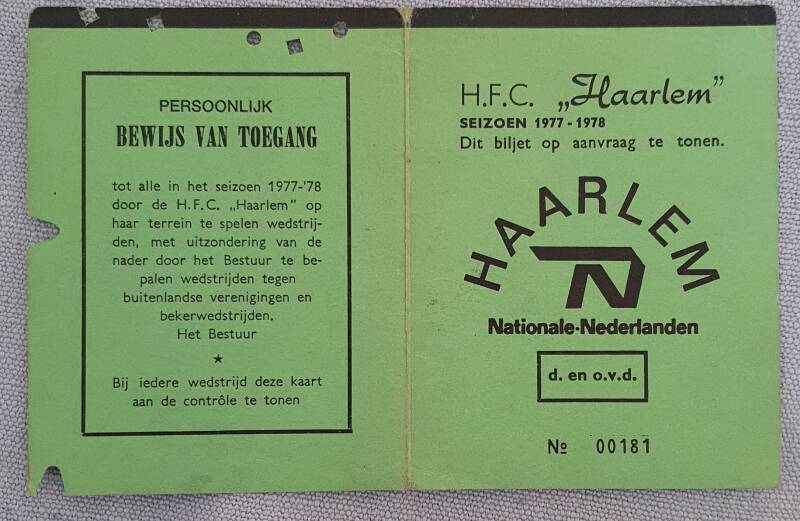 PERSOONLIJK
BEWIJS VAN TOEGANG
tot alle in het seizoen 1977-'78
door de H.F.C. „Haarlem" op
haar terrein te spelen wedstrij-
den, met uitzondering van de
nader door het Bestuur te be-
palen wedstrijden tegen
buitenlandse verenigingen en
bekerwedstrijden.
Het Bestuur
★
Bij iedere wedstrijd deze kaart
aan de contrôle te tonen
H.F.C. „Haarlem"
SEIZOEN 1977-1978
Dit biljet op aanvraag te tonen.
HAARLEM
N
Nationale-Nederlanden
d. en o.v.d.
№ 00181